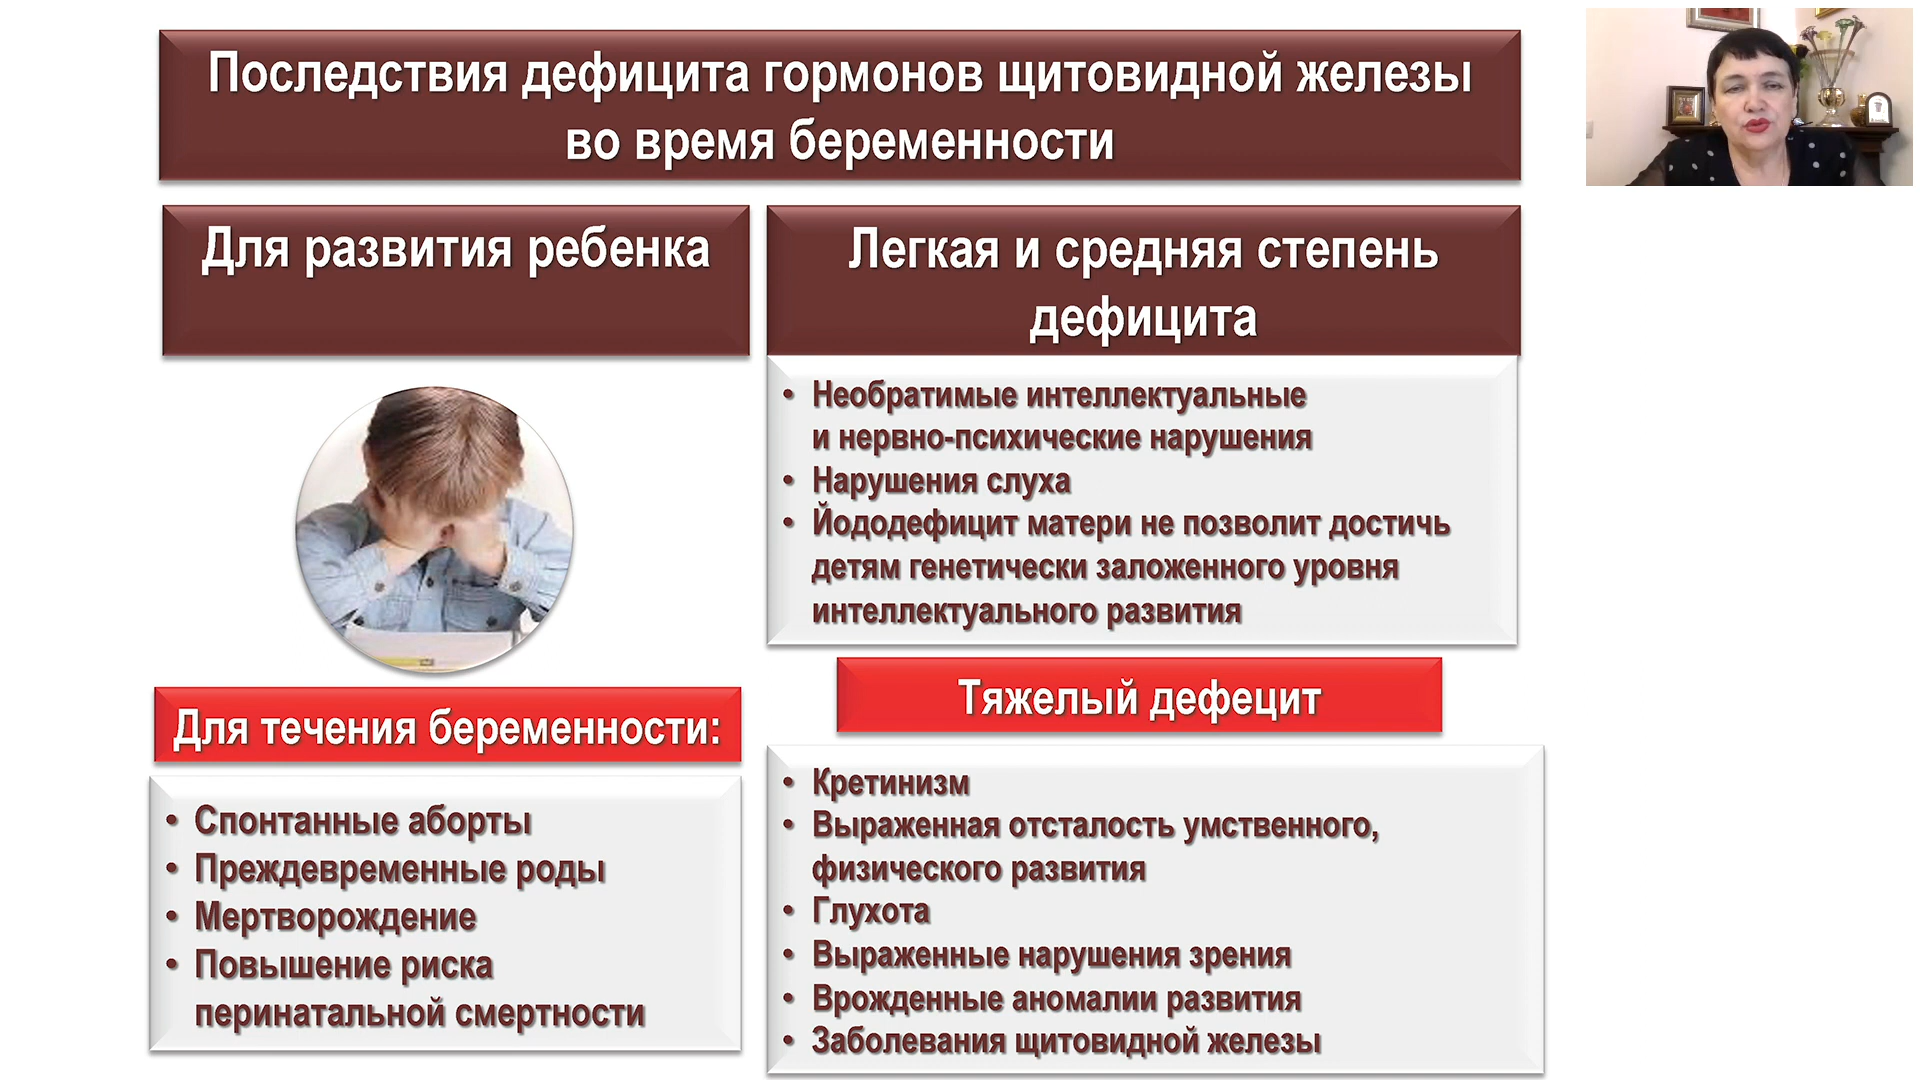 Последствия дефицита гормонов щитовидной железы
во время беременности
Для развития ребенка
Легкая и средняя степень
дефицита
• Необратимые интеллектуальные
и нервно-психические нарушения
• Нарушения слуха
• Йододефицит матери не позволит достичь
детям генетически заложенного уровня
интеллектуального развития
Для течения беременности:
• Спонтанные аборты
• Преждевременные роды
• Мертворождение
• Повышение риска
перинатальной смертности
Тяжелый дефецит
• Кретинизм
• Выраженная отсталость умственного,
физического развития
• Глухота
• Выраженные нарушения зрения
• Врожденные аномалии развития
• Заболевания щитовидной железы